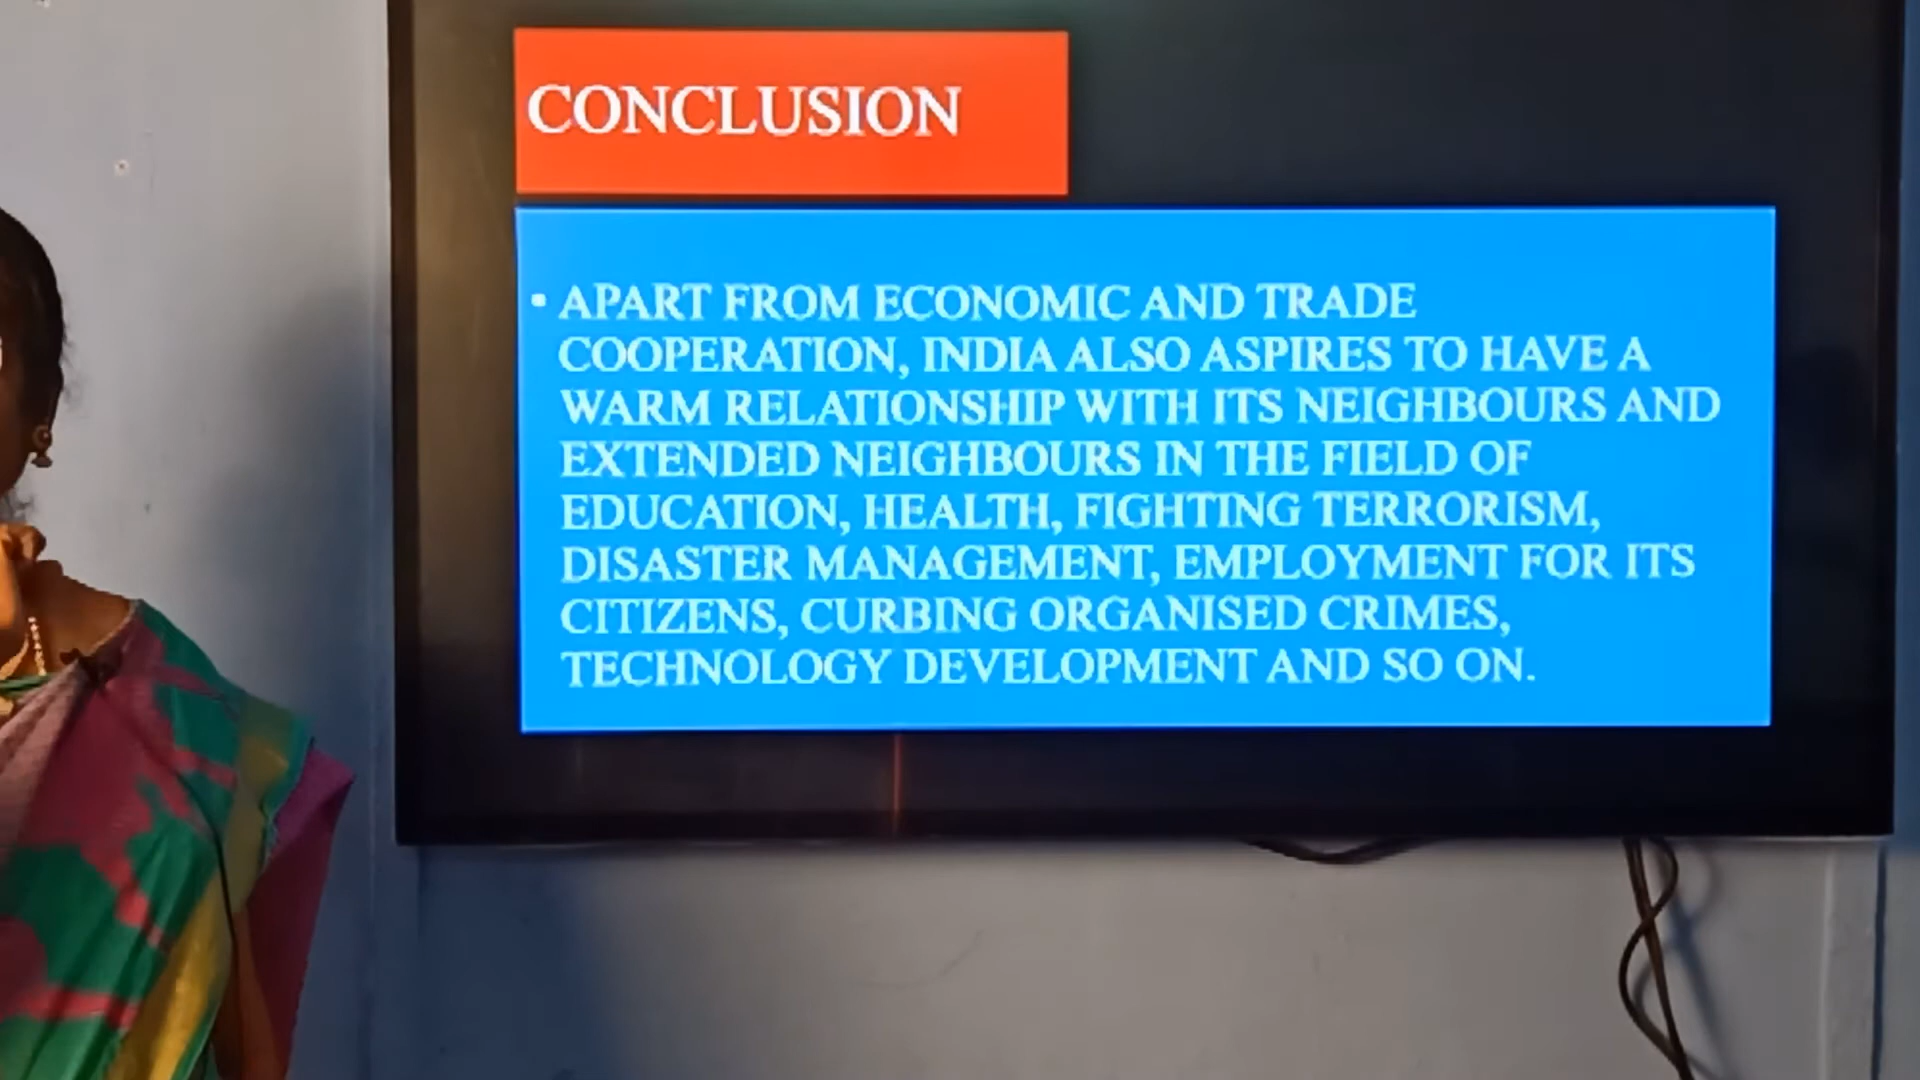 CONCLUSION
▪ APART FROM ECONOMIC AND TRADE
COOPERATION, INDIA ALSO ASPIRES TO HAVE A
WARM RELATIONSHIP WITH ITS NEIGHBOURS AND
EXTENDED NEIGHBOURS IN THE FIELD OF
EDUCATION, HEALTH, FIGHTING TERRORISM,
DISASTER MANAGEMENT, EMPLOYMENT FOR ITS
CITIZENS, CURBING ORGANISED CRIMES,
TECHNOLOGY DEVELOPMENT AND SO ON.